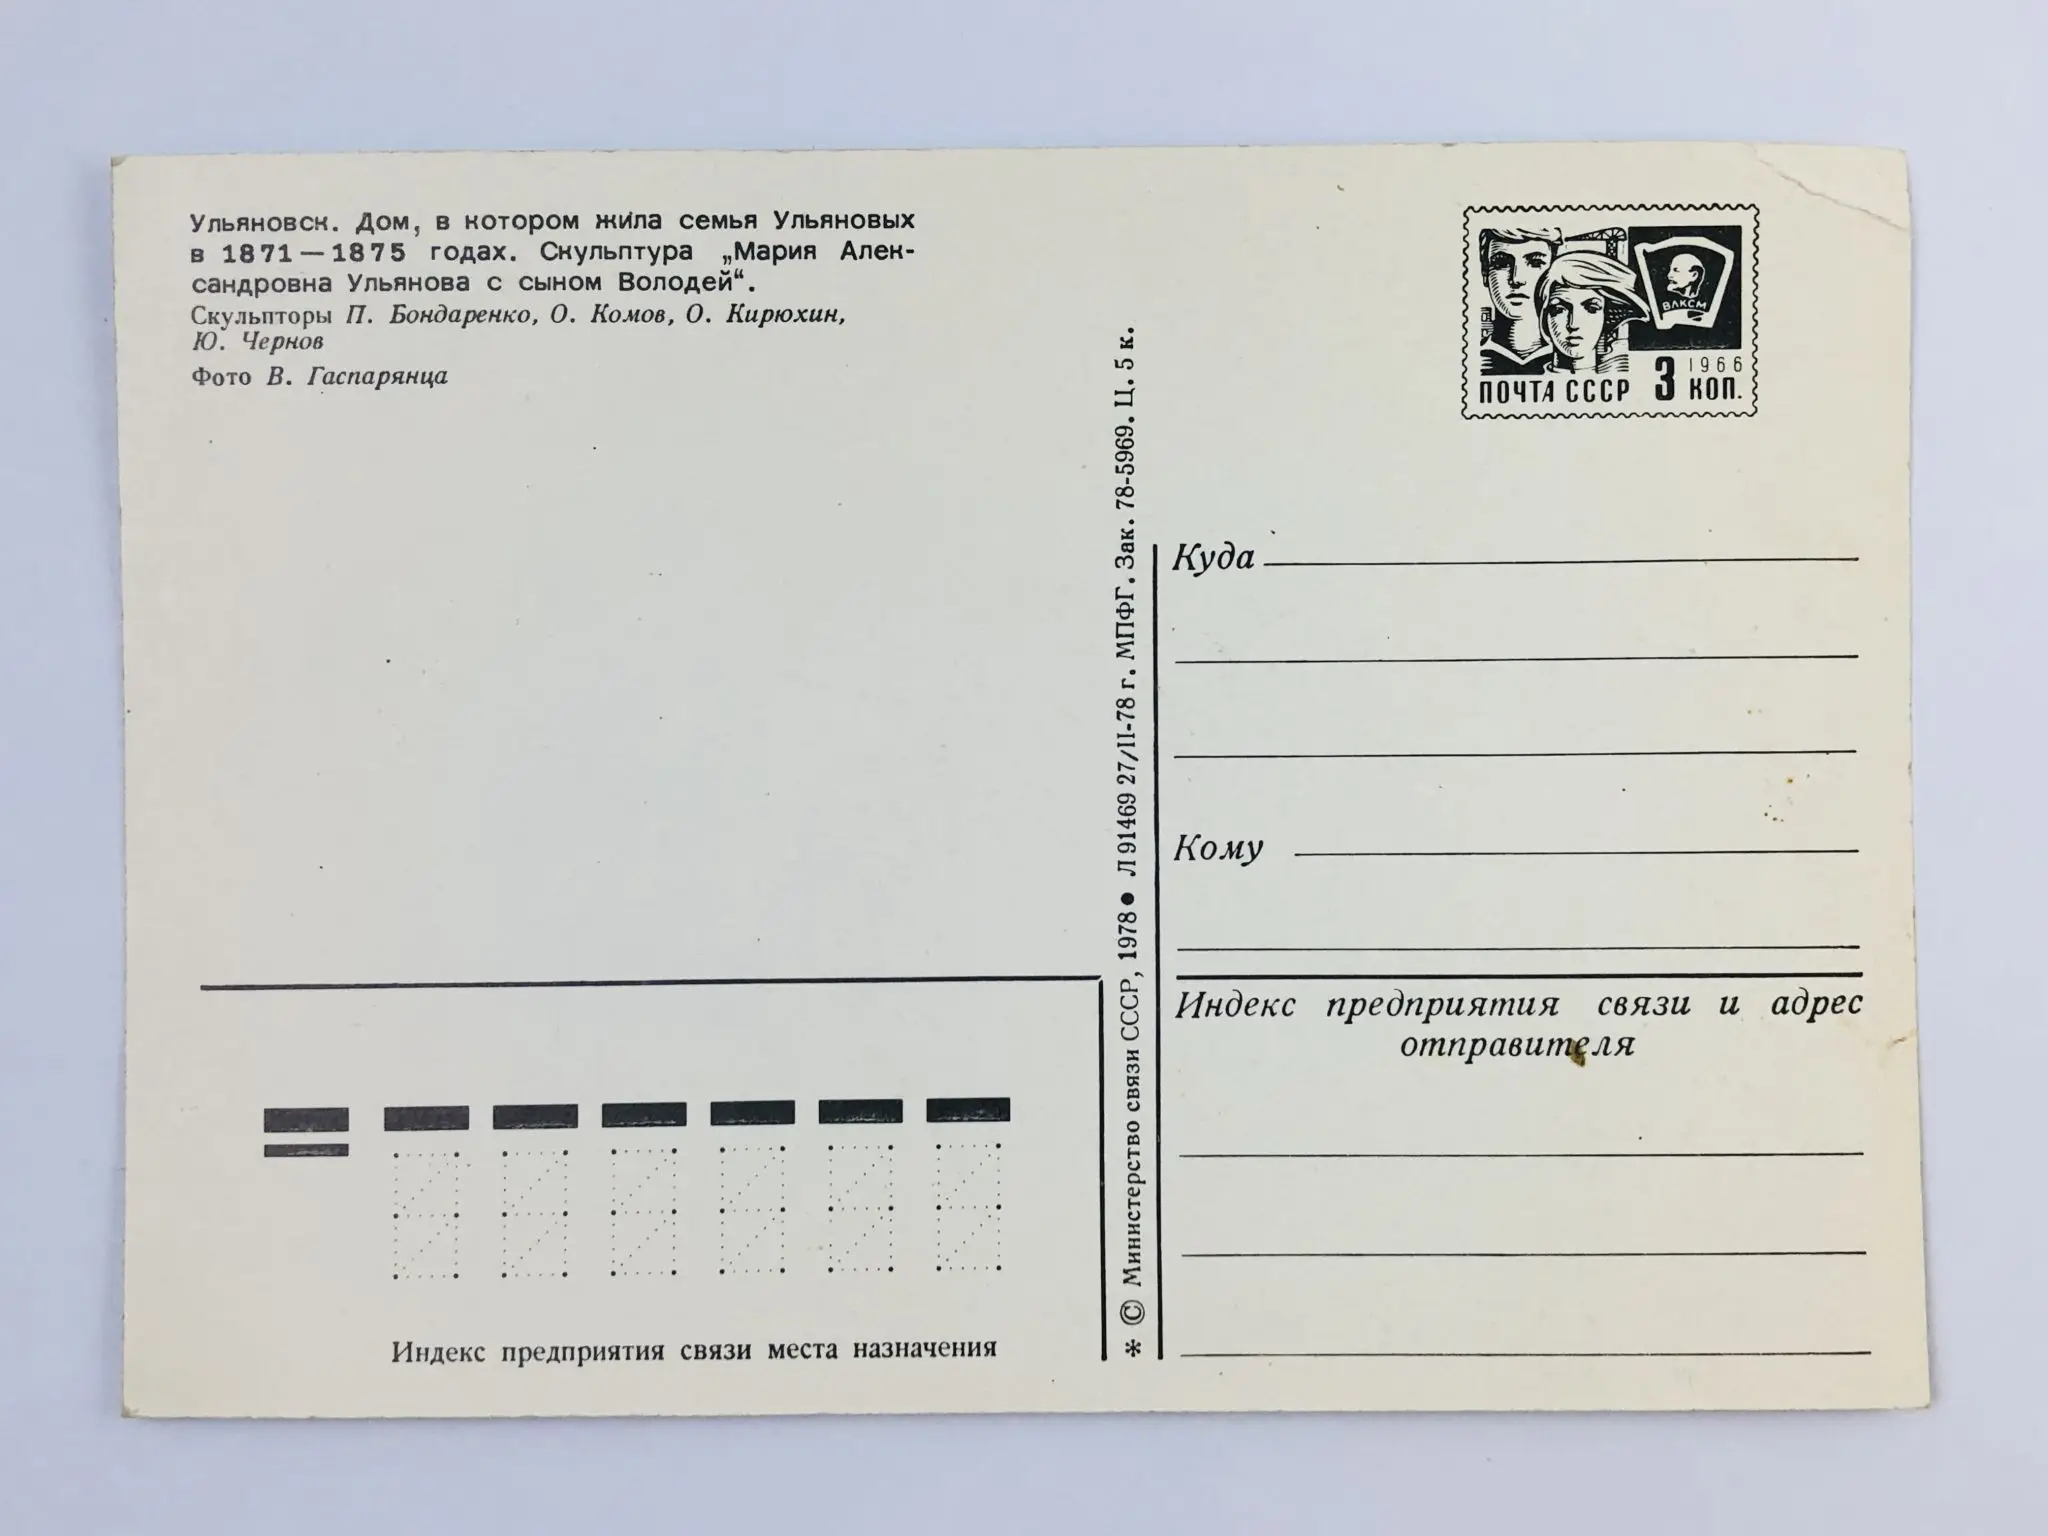 Ульяновск. Дом, в котором жила семья Ульяновых
в 1871 — 1875 годах. Скульптура „Мария Алек-
сандровна Ульянова с сыном Володей“.
Скульпторы П. Бондаренко, О. Комов, О. Кирюхин,
Ю. Чернов
Фото В. Гаспарянца
ВЛКСМ
1966
ПОЧТА СССР 3 КОП.
* © Министерство связи СССР, 1978 ● Л 91469 27/II-78 г. МПФГ. Зак. 78-5969. Ц. 5 к.
Куда
Кому
Индекс предприятия связи и адрес
отправителя
Индекс предприятия связи места назначения